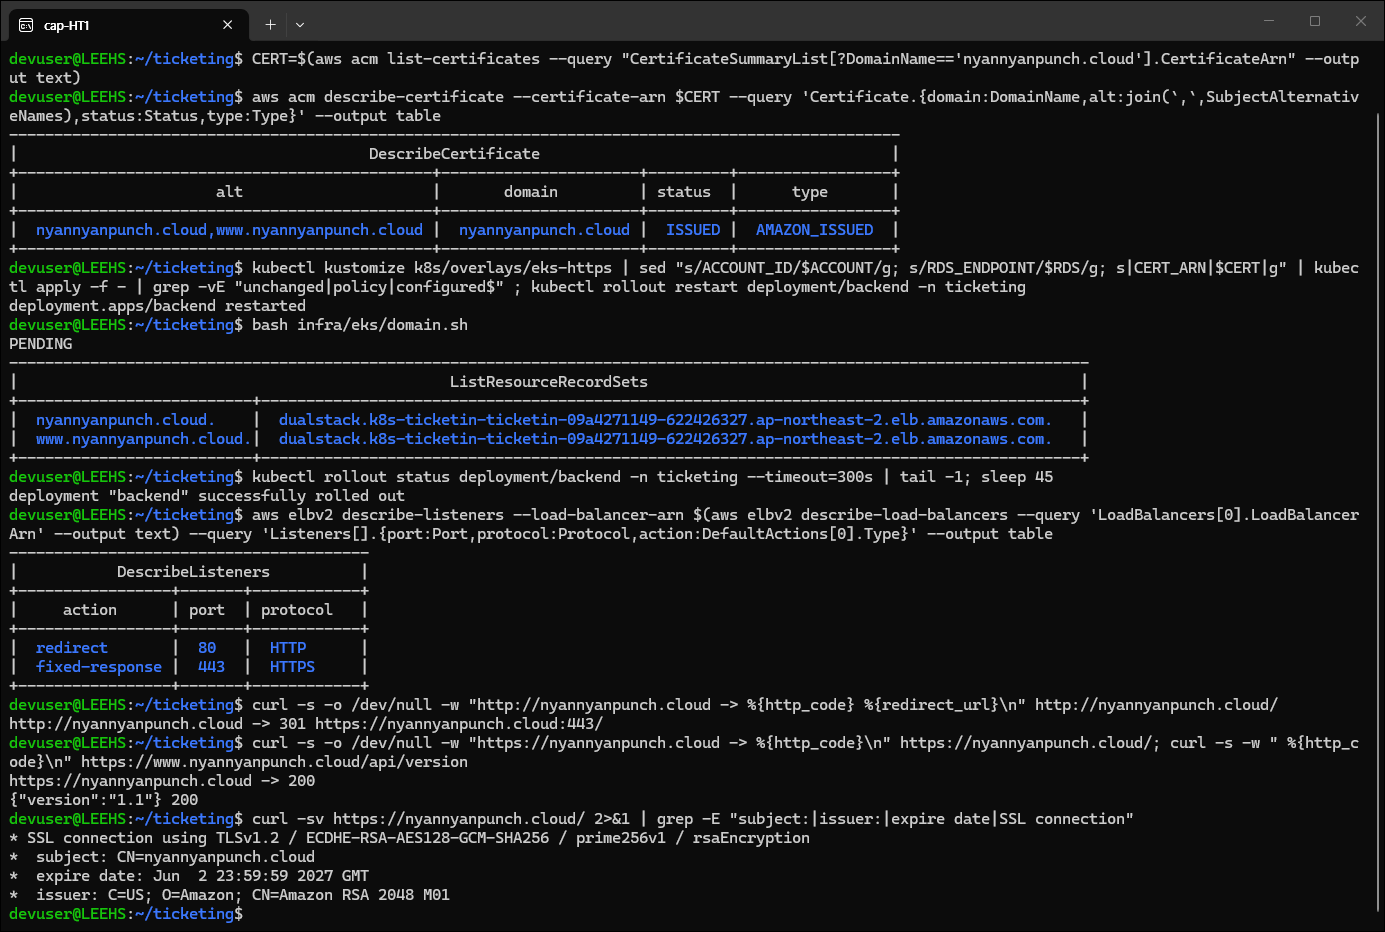 cap-HT1
devuser@LEEHS:~/ticketing$ CERT=$(aws acm list-certificates --query "CertificateSummaryList[?DomainName=='nyannyanpunch.cloud'].CertificateArn" --outp
ut text)
devuser@LEEHS:~/ticketing$ aws acm describe-certificate --certificate-arn $CERT --query 'Certificate.{domain:DomainName,alt:join(`,`,SubjectAlternativ
eNames),status:Status,type:Type}' --output table
| DescribeCertificate |
| alt | domain | status | type |
| nyannyanpunch.cloud,www.nyannyanpunch.cloud | nyannyanpunch.cloud | ISSUED | AMAZON_ISSUED |
devuser@LEEHS:~/ticketing$ kubectl kustomize k8s/overlays/eks-https | sed "s/ACCOUNT_ID/$ACCOUNT/g; s/RDS_ENDPOINT/$RDS/g; s|CERT_ARN|$CERT|g" | kubec
tl apply -f - | grep -vE "unchanged|policy|configured$" ; kubectl rollout restart deployment/backend -n ticketing
deployment.apps/backend restarted
devuser@LEEHS:~/ticketing$ bash infra/eks/domain.sh
PENDING
| ListResourceRecordSets |
| nyannyanpunch.cloud. | dualstack.k8s-ticketin-ticketin-09a4271149-622426327.ap-northeast-2.elb.amazonaws.com. |
| www.nyannyanpunch.cloud.| dualstack.k8s-ticketin-ticketin-09a4271149-622426327.ap-northeast-2.elb.amazonaws.com. |
devuser@LEEHS:~/ticketing$ kubectl rollout status deployment/backend -n ticketing --timeout=300s | tail -1; sleep 45
deployment "backend" successfully rolled out
devuser@LEEHS:~/ticketing$ aws elbv2 describe-listeners --load-balancer-arn $(aws elbv2 describe-load-balancers --query 'LoadBalancers[0].LoadBalancer
Arn' --output text) --query 'Listeners[].{port:Port,protocol:Protocol,action:DefaultActions[0].Type}' --output table
| DescribeListeners |
| action | port | protocol |
| redirect | 80 | HTTP |
| fixed-response | 443 | HTTPS |
devuser@LEEHS:~/ticketing$ curl -s -o /dev/null -w "http://nyannyanpunch.cloud -> %{http_code} %{redirect_url}\n" http://nyannyanpunch.cloud/
http://nyannyanpunch.cloud -> 301 https://nyannyanpunch.cloud:443/
devuser@LEEHS:~/ticketing$ curl -s -o /dev/null -w "https://nyannyanpunch.cloud -> %{http_code}\n" https://nyannyanpunch.cloud/; curl -s -w " %{http_c
ode}\n" https://www.nyannyanpunch.cloud/api/version
https://nyannyanpunch.cloud -> 200
{"version":"1.1"} 200
devuser@LEEHS:~/ticketing$ curl -sv https://nyannyanpunch.cloud/ 2>&1 | grep -E "subject:|issuer:|expire date|SSL connection"
* SSL connection using TLSv1.2 / ECDHE-RSA-AES128-GCM-SHA256 / prime256v1 / rsaEncryption
*  subject: CN=nyannyanpunch.cloud
*  expire date: Jun  2 23:59:59 2027 GMT
*  issuer: C=US; O=Amazon; CN=Amazon RSA 2048 M01
devuser@LEEHS:~/ticketing$